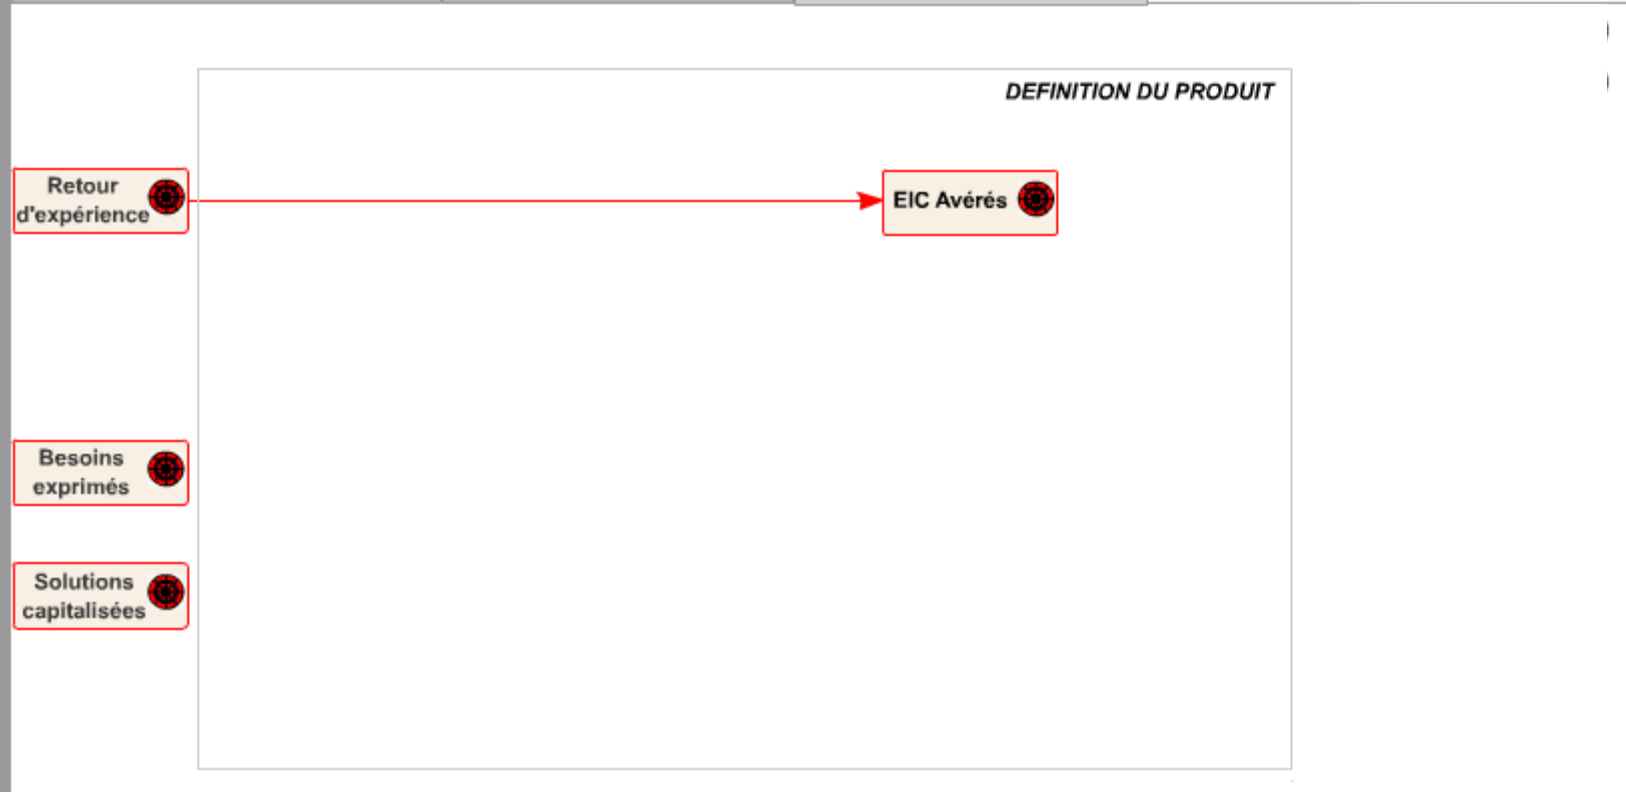 DEFINITION DU PRODUIT
Retour
d'expérience
EIC Avérés
Besoins
exprimés
Solutions
capitalisées